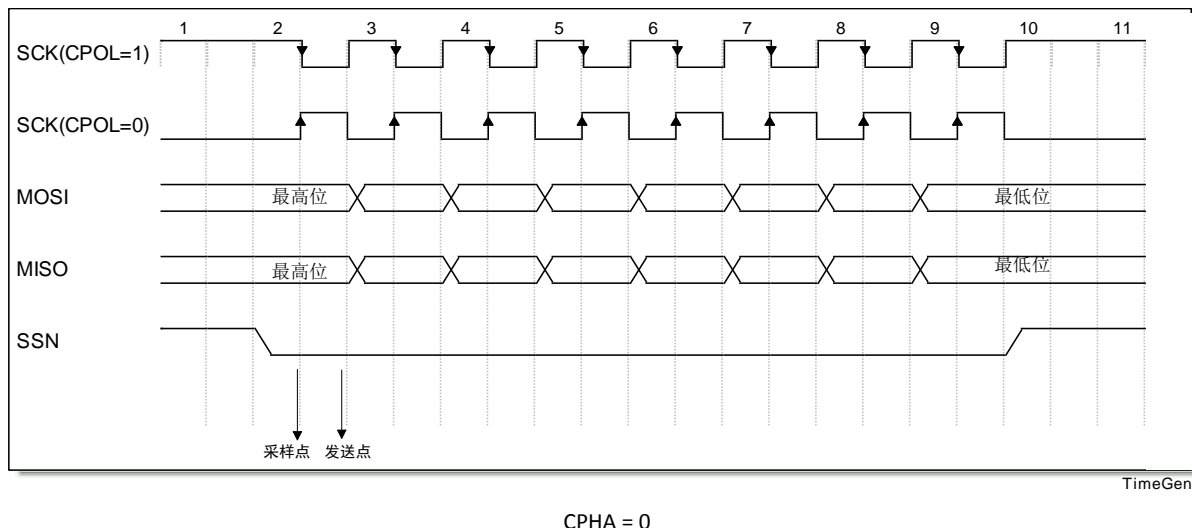 1 2 3 4 5 6 7 8 9 10 11
SCK(CPOL=1)
SCK(CPOL=0)
MOSI 最高位 最低位
MISO 最高位 最低位
SSN
采样点 发送点
TimeGen
CPHA = 0